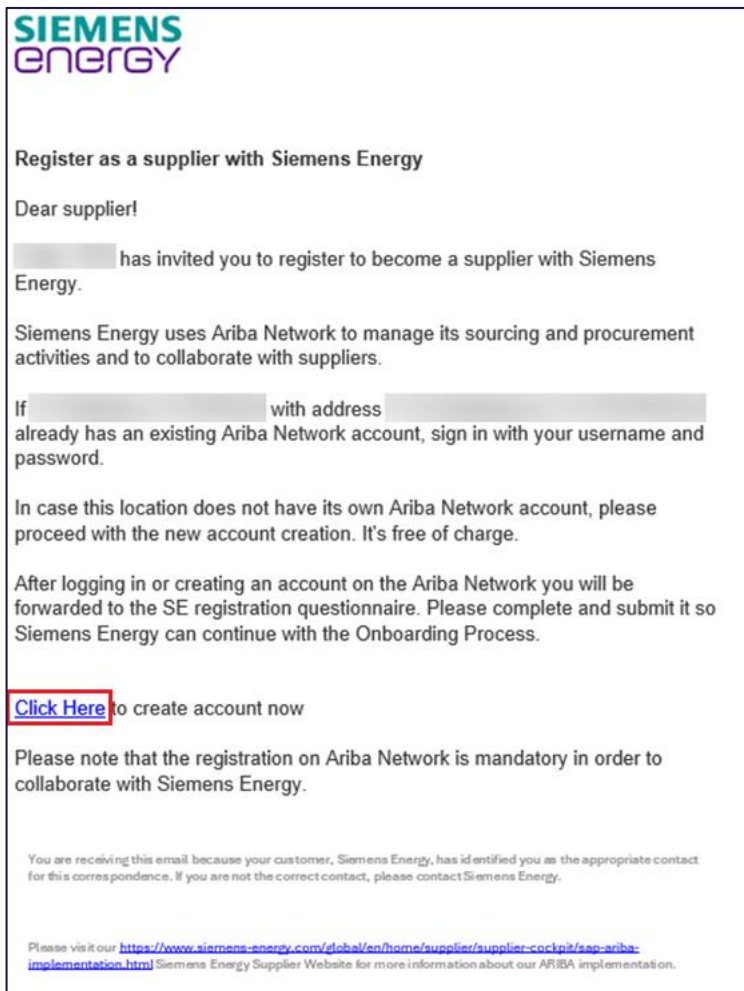 SIEMENS
energy
Register as a supplier with Siemens Energy
Dear supplier!
has invited you to register to become a supplier with Siemens
Energy.
Siemens Energy uses Ariba Network to manage its sourcing and procurement
activities and to collaborate with suppliers.
If with address
already has an existing Ariba Network account, sign in with your username and
password.
In case this location does not have its own Ariba Network account, please
proceed with the new account creation. It's free of charge.
After logging in or creating an account on the Ariba Network you will be
forwarded to the SE registration questionnaire. Please complete and submit it so
Siemens Energy can continue with the Onboarding Process.
Click Here to create account now
Please note that the registration on Ariba Network is mandatory in order to
collaborate with Siemens Energy.
You are receiving this email because your customer, Siemens Energy, has identified you as the appropriate contact
for this correspondence. If you are not the correct contact, please contact Siemens Energy.
Please visit our https://www.siemens-energy.com/global/en/home/supplier/supplier-cockpit/sap-ariba-
implementation.html Siemens Energy Supplier Website for more information about our ARIBA implementation.